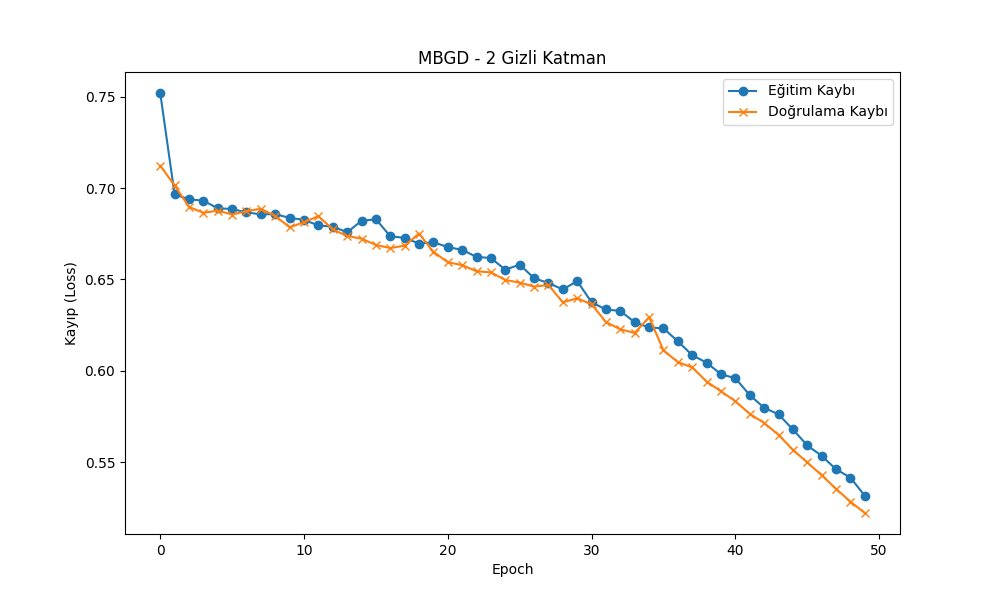 MBGD - 2 Gizli Katman
Eğitim Kaybı
Doğrulama Kaybı
Kayıp (Loss)
0.75
0.70
0.65
0.60
0.55
0 10 20 30 40 50
Epoch